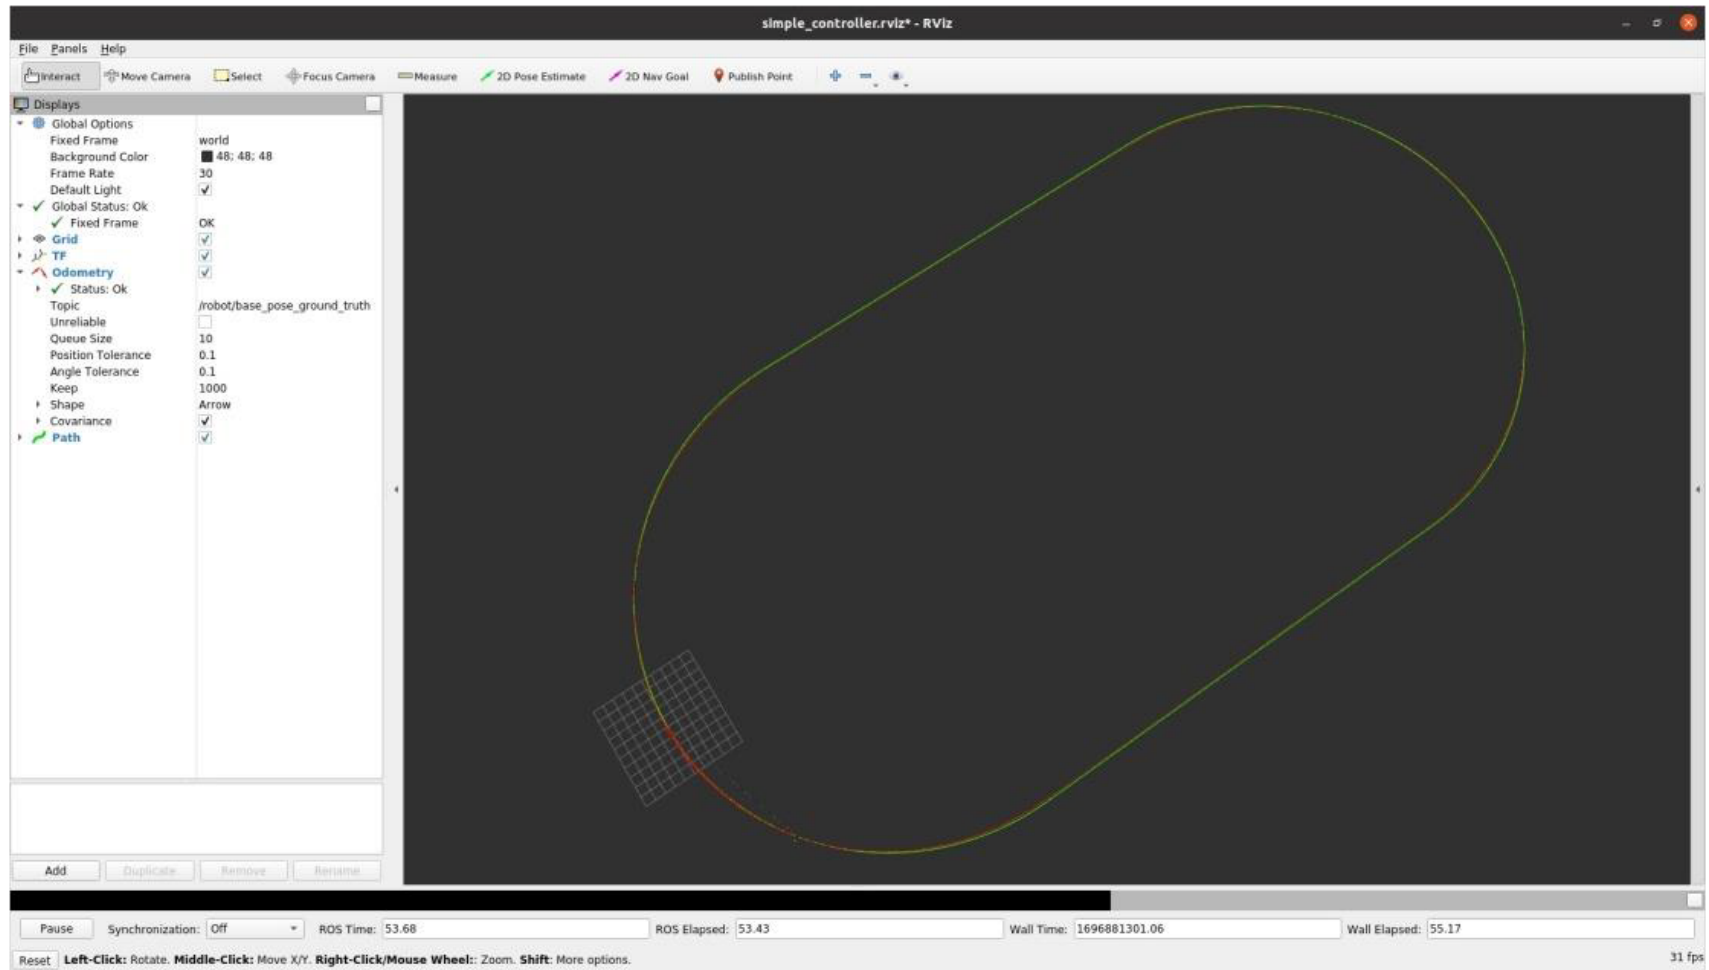 simple_controller.rviz* - RViz
File Panels Help
Interact Move Camera Select Focus Camera Measure 2D Pose Estimate 2D Nav Goal Publish Point
Displays
Global Options
Fixed Frame world
Background Color 48; 48; 48
Frame Rate 30
Default Light
Global Status: Ok
Fixed Frame OK
Grid
TF
Odometry
Status: Ok
Topic /robot/base_pose_ground_truth
Unreliable
Queue Size 10
Position Tolerance 0.1
Angle Tolerance 0.1
Keep 1000
Shape Arrow
Covariance
Path
Add Duplicate Remove Rename
Pause Synchronization: Off ROS Time: 53.68 ROS Elapsed: 53.43 Wall Time: 1696881301.06 Wall Elapsed: 55.17
Reset Left-Click: Rotate. Middle-Click: Move X/Y. Right-Click/Mouse Wheel:: Zoom. Shift: More options. 31 fps